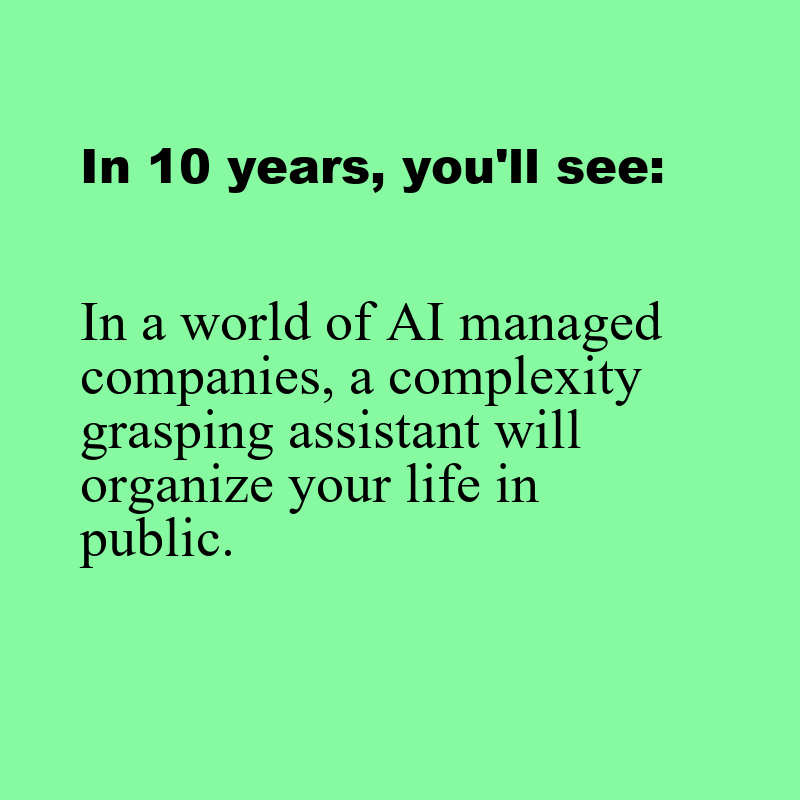 In 10 years, you'll see:
In a world of AI managed
companies, a complexity
grasping assistant will
organize your life in
public.